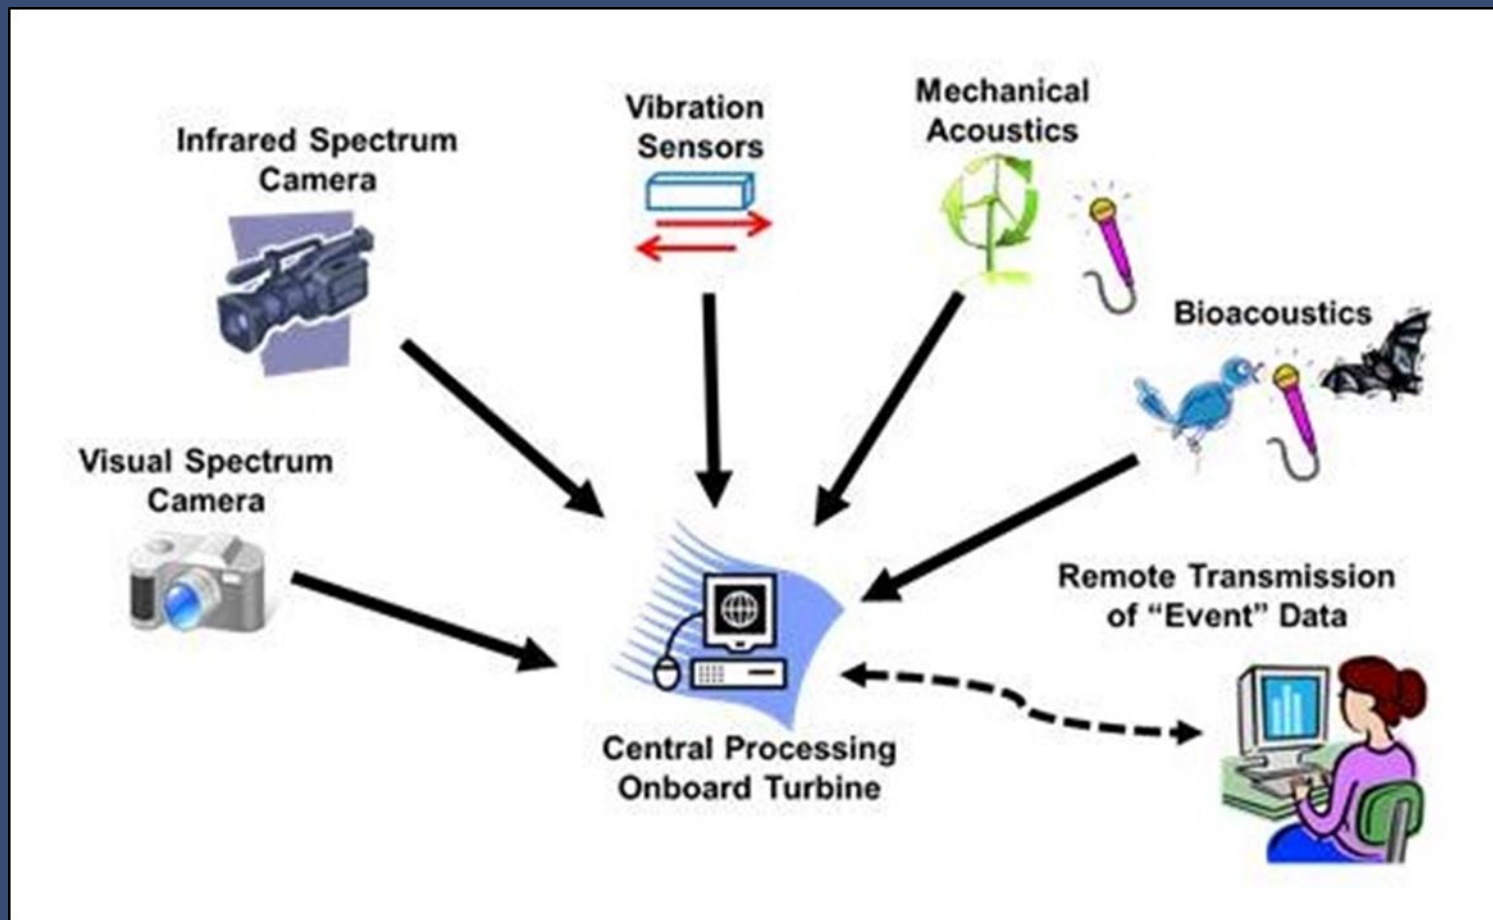 Infrared Spectrum
Camera
Vibration
Sensors
Mechanical
Acoustics
Bioacoustics
Visual Spectrum
Camera
Remote Transmission
of “Event” Data
Central Processing
Onboard Turbine